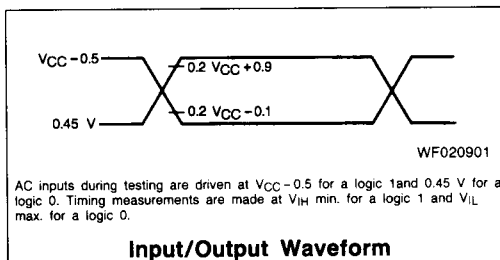 VCC−0.5
0.2 VCC+0.9
0.2 VCC−0.1
0.45 V
WF020901
AC inputs during testing are driven at VCC−0.5 for a logic 1and 0.45 V for a
logic 0. Timing measurements are made at VIH min. for a logic 1 and VIL
max. for a logic 0.
Input/Output Waveform